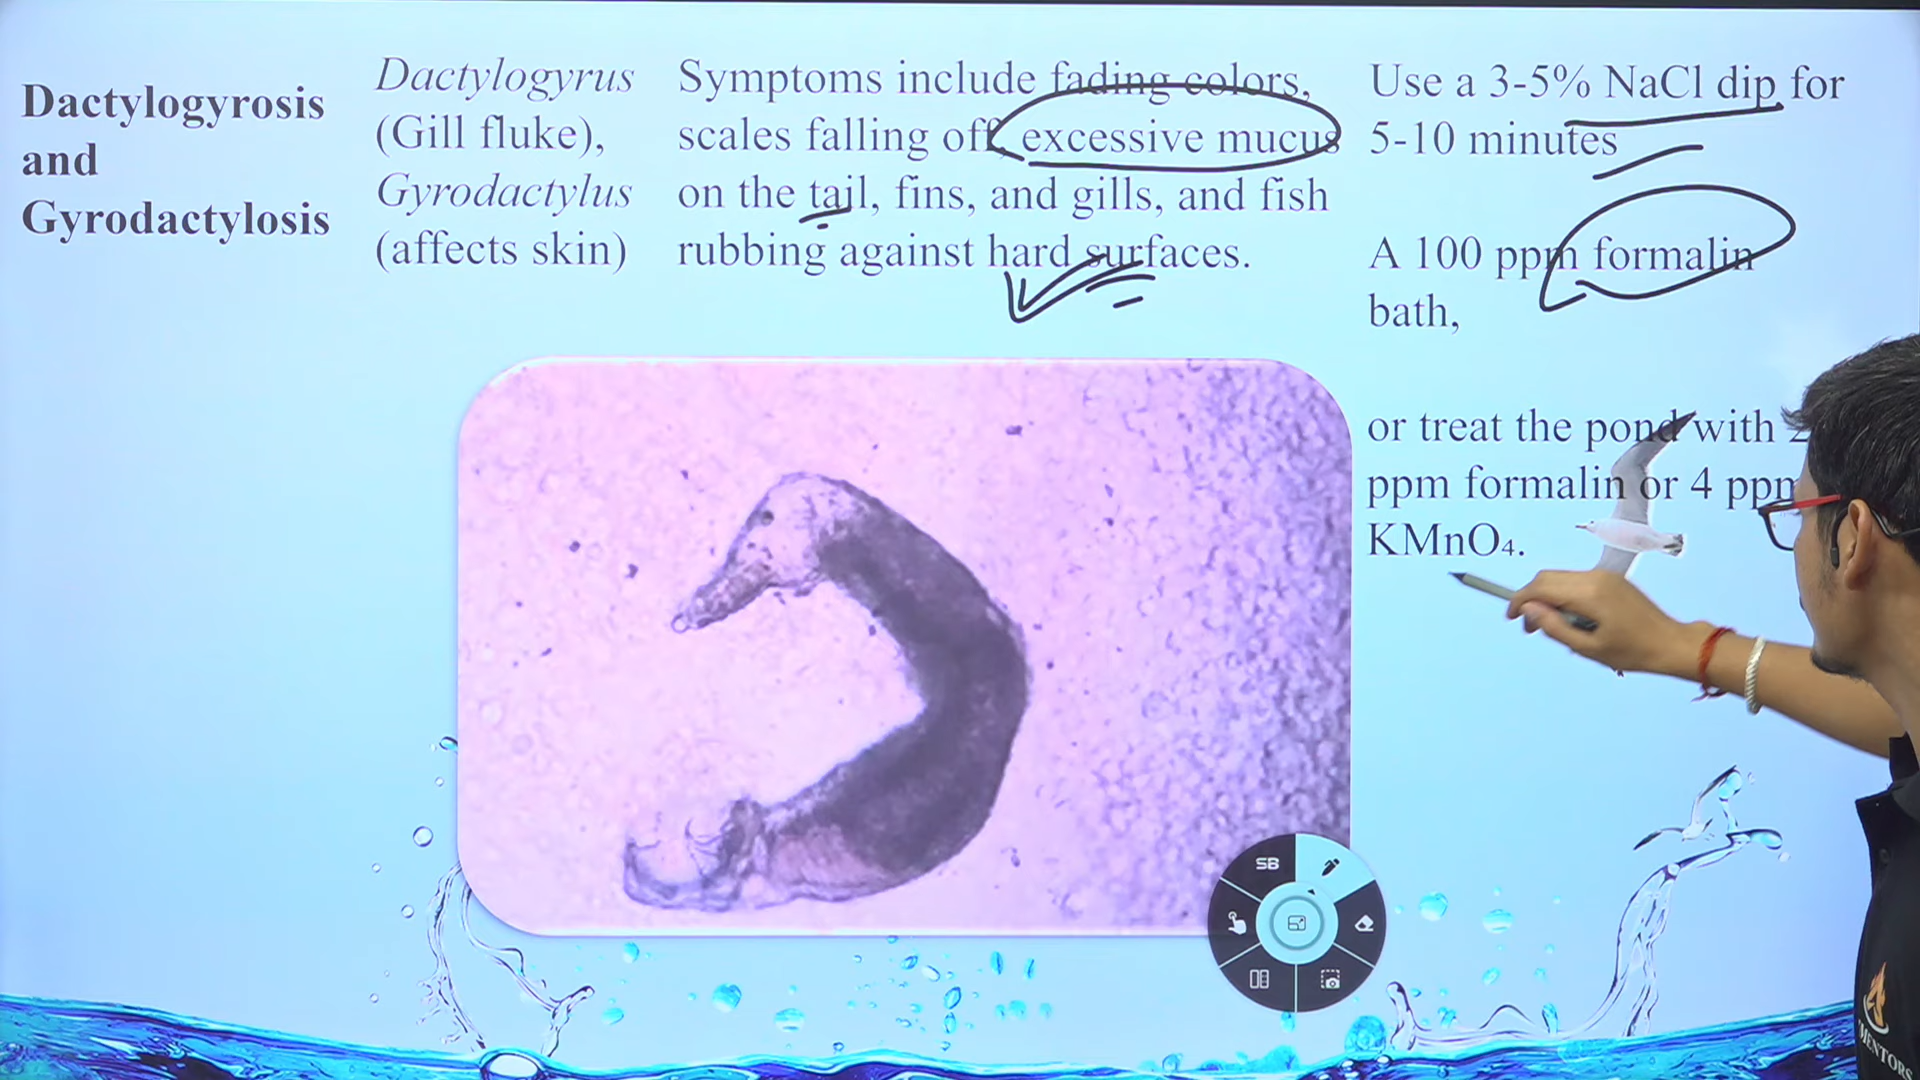 Dactylogyrosis
and
Gyrodactylosis
Dactylogyrus
(Gill fluke),
Gyrodactylus
(affects skin)
Symptoms include fading colors,
scales falling off, excessive mucus
on the tail, fins, and gills, and fish
rubbing against hard surfaces.
Use a 3-5% NaCl dip for
5-10 minutes
A 100 ppm formalin
bath,
or treat the pond with
ppm formalin or 4 ppm
KMnO₄.
SB